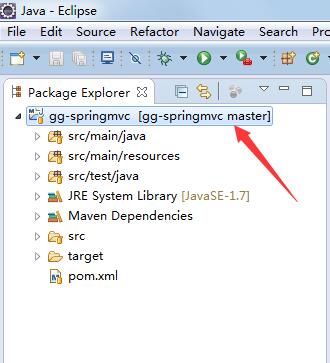 Java - Eclipse
File Edit Source Refactor Navigate Search Pro
Package Explorer
gg-springmvc [gg-springmvc master]
src/main/java
src/main/resources
src/test/java
JRE System Library [JavaSE-1.7]
Maven Dependencies
src
target
pom.xml